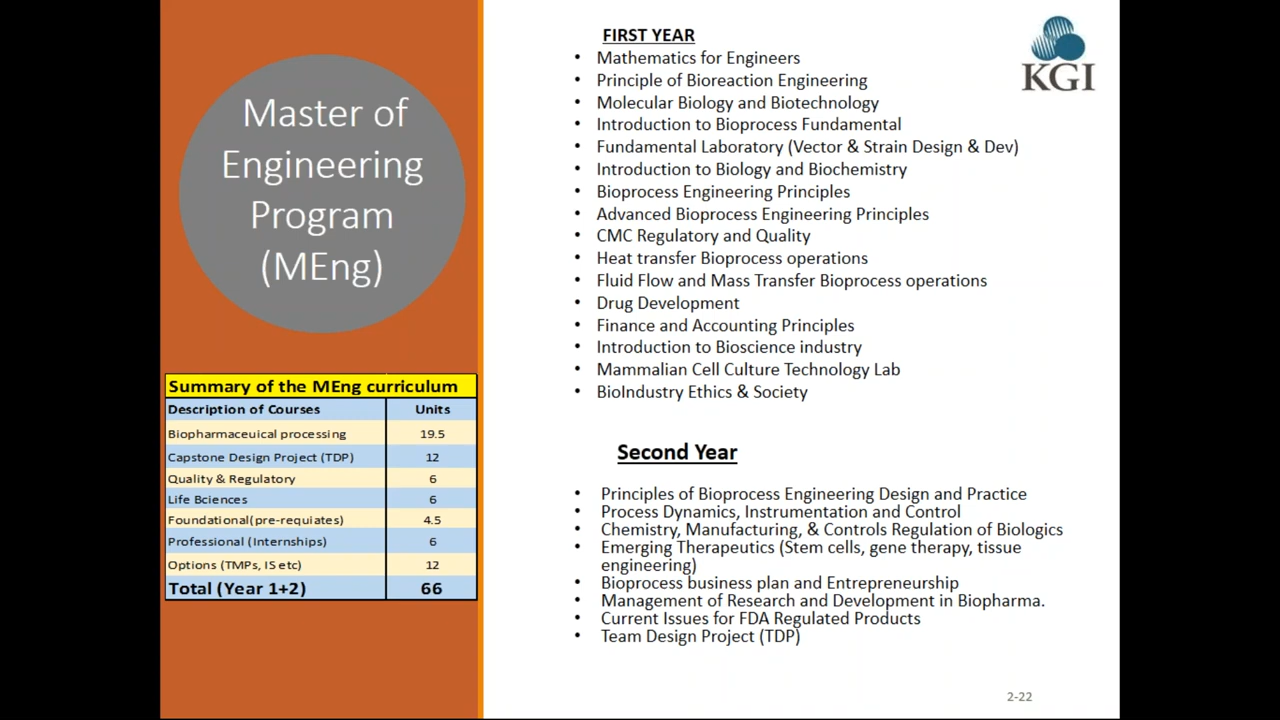 Master of
Engineering
Program
(MEng)
Summary of the MEng curriculum
Description of Courses Units
Biopharmaceuical processing 19.5
Capstone Design Project (TDP) 12
Quality & Regulatory 6
Life Bciences 6
Foundational(pre-requiates) 4.5
Professional (Internships) 6
Options (TMPs, IS etc) 12
Total (Year 1+2) 66
FIRST YEAR
• Mathematics for Engineers
• Principle of Bioreaction Engineering
• Molecular Biology and Biotechnology
• Introduction to Bioprocess Fundamental
• Fundamental Laboratory (Vector & Strain Design & Dev)
• Introduction to Biology and Biochemistry
• Bioprocess Engineering Principles
• Advanced Bioprocess Engineering Principles
• CMC Regulatory and Quality
• Heat transfer Bioprocess operations
• Fluid Flow and Mass Transfer Bioprocess operations
• Drug Development
• Finance and Accounting Principles
• Introduction to Bioscience industry
• Mammalian Cell Culture Technology Lab
• BioIndustry Ethics & Society
Second Year
• Principles of Bioprocess Engineering Design and Practice
• Process Dynamics, Instrumentation and Control
• Chemistry, Manufacturing, & Controls Regulation of Biologics
• Emerging Therapeutics (Stem cells, gene therapy, tissue
engineering)
• Bioprocess business plan and Entrepreneurship
• Management of Research and Development in Biopharma.
• Current Issues for FDA Regulated Products
• Team Design Project (TDP)
KGI
2-22